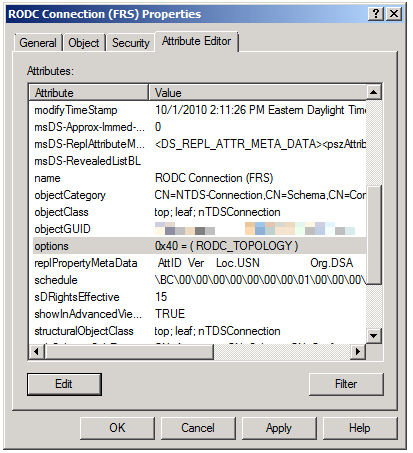 RODC Connection (FRS) Properties
General Object Security Attribute Editor
Attributes:
Attribute Value
modifyTimeStamp 10/1/2010 2:11:26 PM Eastern Daylight Time
msDS-Approx-Immed-... 0
msDS-ReplAttributeM... <DS_REPL_ATTR_META_DATA><pszAttrib
msDS-RevealedListBL
name RODC Connection (FRS)
objectCategory CN=NTDS-Connection,CN=Schema,CN=Con
objectClass top; leaf; nTDSConnection
objectGUID
options 0x40 = ( RODC_TOPOLOGY )
replPropertyMetaData AttID Ver Loc.USN Org.DSA
schedule \BC\00\00\00\00\00\00\00\01\00\00\00\
sDRightsEffective 15
showInAdvancedVie... TRUE
structuralObjectClass top; leaf; nTDSConnection
Edit Filter
OK Cancel Apply Help